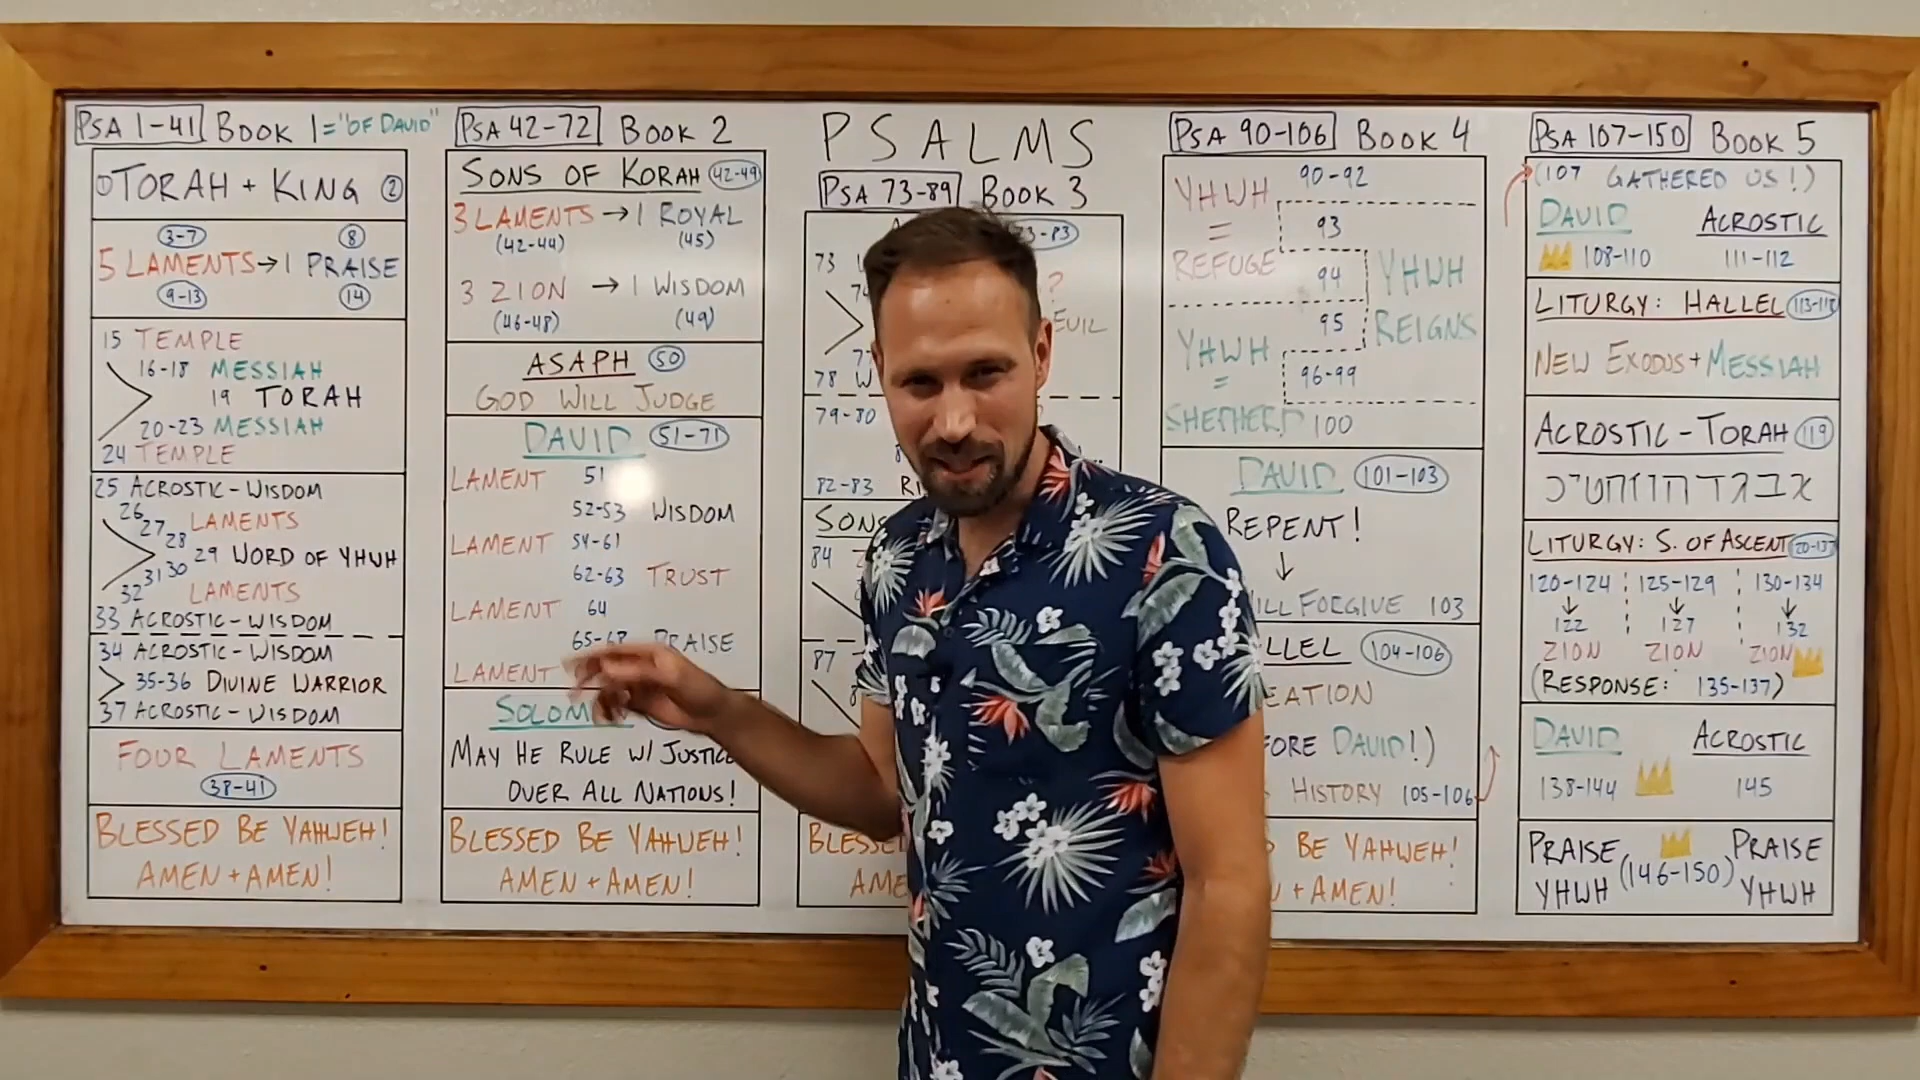 PSALMS
PSA 1-41 BOOK 1 = "OF DAVID"
① TORAH + KING ②
3-7 8
5 LAMENTS → 1 PRAISE
9-13 14
15 TEMPLE
16-18 MESSIAH
19 TORAH
20-23 MESSIAH
24 TEMPLE
25 ACROSTIC-WISDOM
26
27 LAMENTS
28
29 WORD OF YHWH
30
31
32 LAMENTS
33 ACROSTIC-WISDOM
34 ACROSTIC-WISDOM
35-36 DIVINE WARRIOR
37 ACROSTIC-WISDOM
FOUR LAMENTS
38-41
BLESSED BE YAHWEH!
AMEN + AMEN!
PSA 42-72 BOOK 2
SONS OF KORAH 42-49
3 LAMENTS → 1 ROYAL
(42-44) (45)
3 ZION → 1 WISDOM
(46-48) (49)
ASAPH 50
GOD WILL JUDGE
DAVID 51-71
LAMENT 51
52-53 WISDOM
LAMENT 54-61
62-63 TRUST
LAMENT 64
65-68 PRAISE
LAMENT
MAY HE RULE W/ JUSTICE
OVER ALL NATIONS!
BLESSED BE YAHWEH!
AMEN + AMEN!
PSA 73-89 BOOK 3
73
?
EVIL
78
79-80
82-83
SONS
84
87
PSA 90-106 BOOK 4
YHWH 90-92
= 93
REFUGE 94 YHWH
95 REIGNS
YHWH
= 96-99
SHEPHERD 100
DAVID 101-103
REPENT!
↓
FORGIVE 103
104-106
DAVID!)
HISTORY 105-106
BE YAHWEH!
+ AMEN!
PSA 107-150 BOOK 5
(107 GATHERED US!)
DAVID ACROSTIC
108-110 111-112
LITURGY: HALLEL 113-118
NEW EXODUS + MESSIAH
ACROSTIC-TORAH 119
LITURGY: S. OF ASCENT
120-124 125-129 130-134
↓ ↓ ↓
122 127 132
ZION ZION ZION
(RESPONSE: 135-137)
DAVID ACROSTIC
138-144 145
PRAISE PRAISE
YHWH (146-150) YHWH